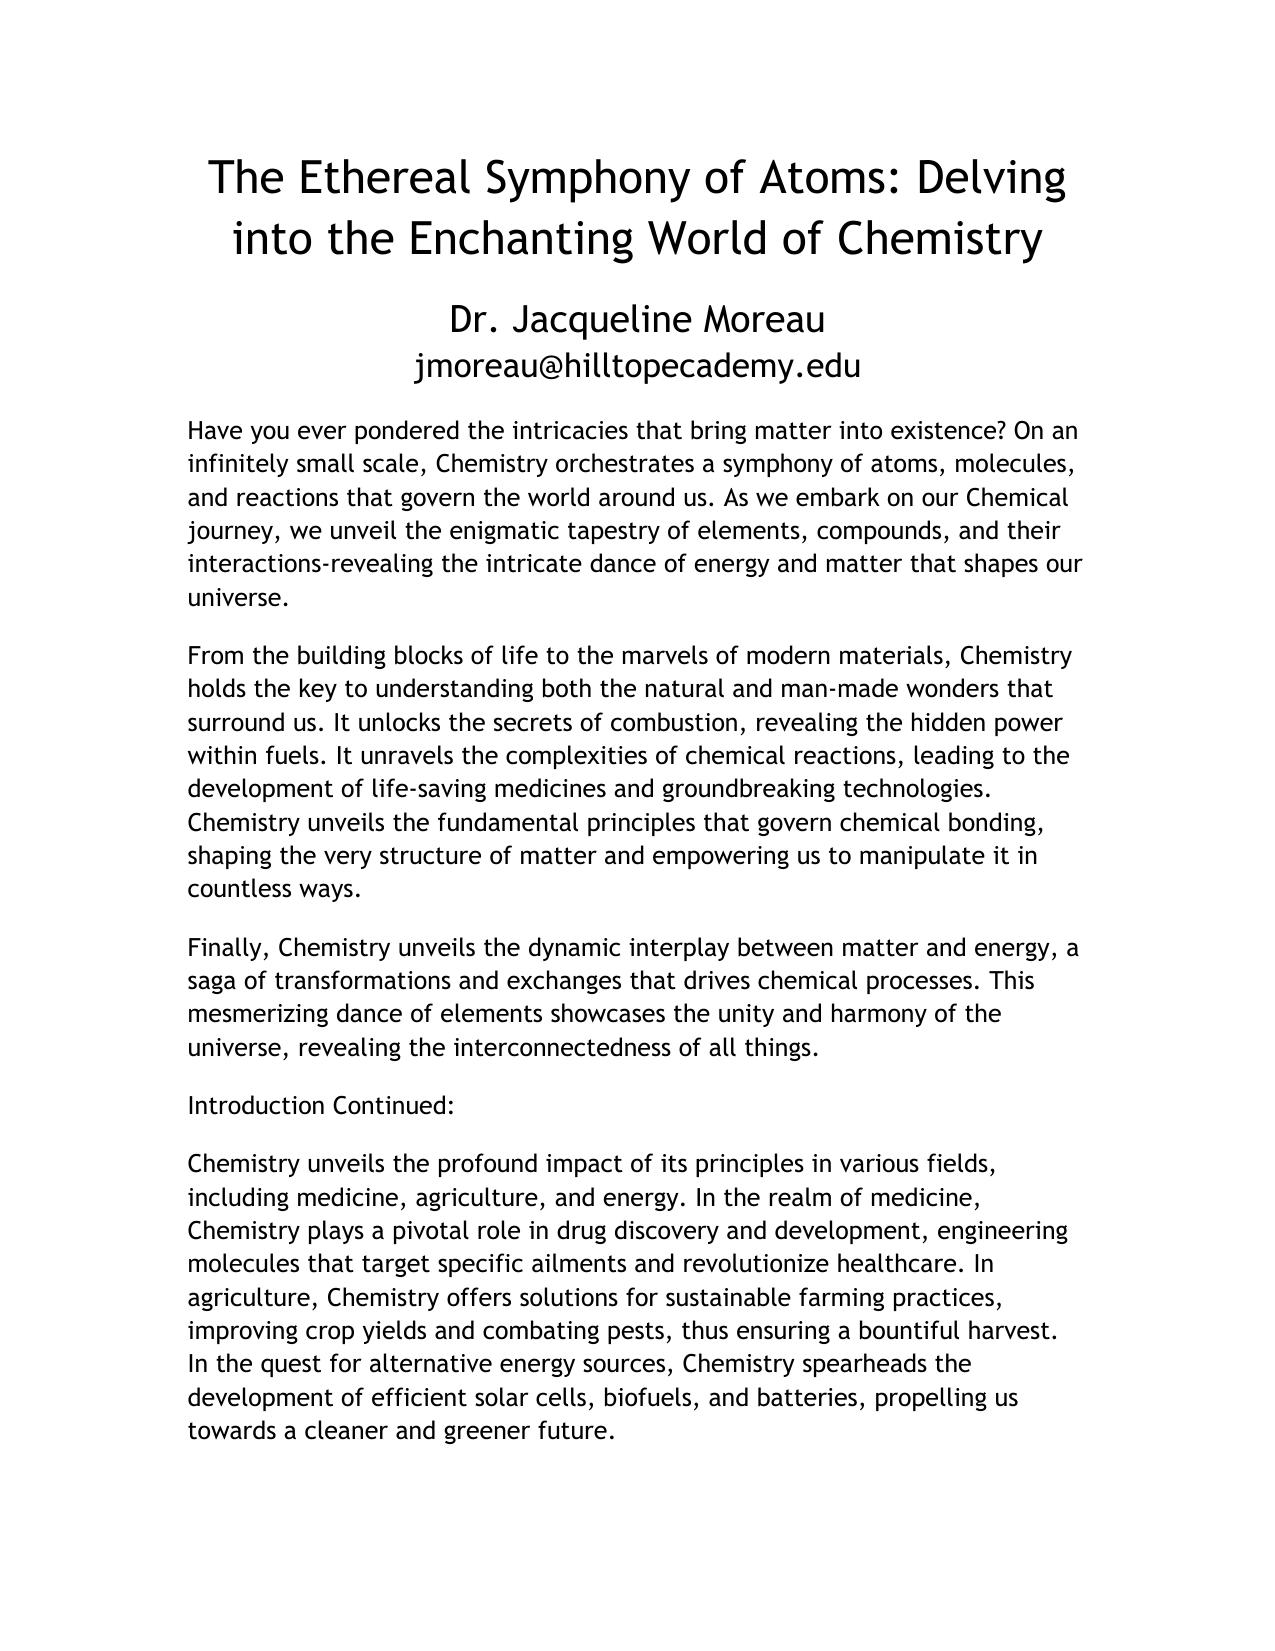 The Ethereal Symphony of Atoms: Delving
into the Enchanting World of Chemistry
Dr. Jacqueline Moreau
jmoreau@hilltopecademy.edu
Have you ever pondered the intricacies that bring matter into existence? On an
infinitely small scale, Chemistry orchestrates a symphony of atoms, molecules,
and reactions that govern the world around us. As we embark on our Chemical
journey, we unveil the enigmatic tapestry of elements, compounds, and their
interactions-revealing the intricate dance of energy and matter that shapes our
universe.
From the building blocks of life to the marvels of modern materials, Chemistry
holds the key to understanding both the natural and man-made wonders that
surround us. It unlocks the secrets of combustion, revealing the hidden power
within fuels. It unravels the complexities of chemical reactions, leading to the
development of life-saving medicines and groundbreaking technologies.
Chemistry unveils the fundamental principles that govern chemical bonding,
shaping the very structure of matter and empowering us to manipulate it in
countless ways.
Finally, Chemistry unveils the dynamic interplay between matter and energy, a
saga of transformations and exchanges that drives chemical processes. This
mesmerizing dance of elements showcases the unity and harmony of the
universe, revealing the interconnectedness of all things.
Introduction Continued:
Chemistry unveils the profound impact of its principles in various fields,
including medicine, agriculture, and energy. In the realm of medicine,
Chemistry plays a pivotal role in drug discovery and development, engineering
molecules that target specific ailments and revolutionize healthcare. In
agriculture, Chemistry offers solutions for sustainable farming practices,
improving crop yields and combating pests, thus ensuring a bountiful harvest.
In the quest for alternative energy sources, Chemistry spearheads the
development of efficient solar cells, biofuels, and batteries, propelling us
towards a cleaner and greener future.